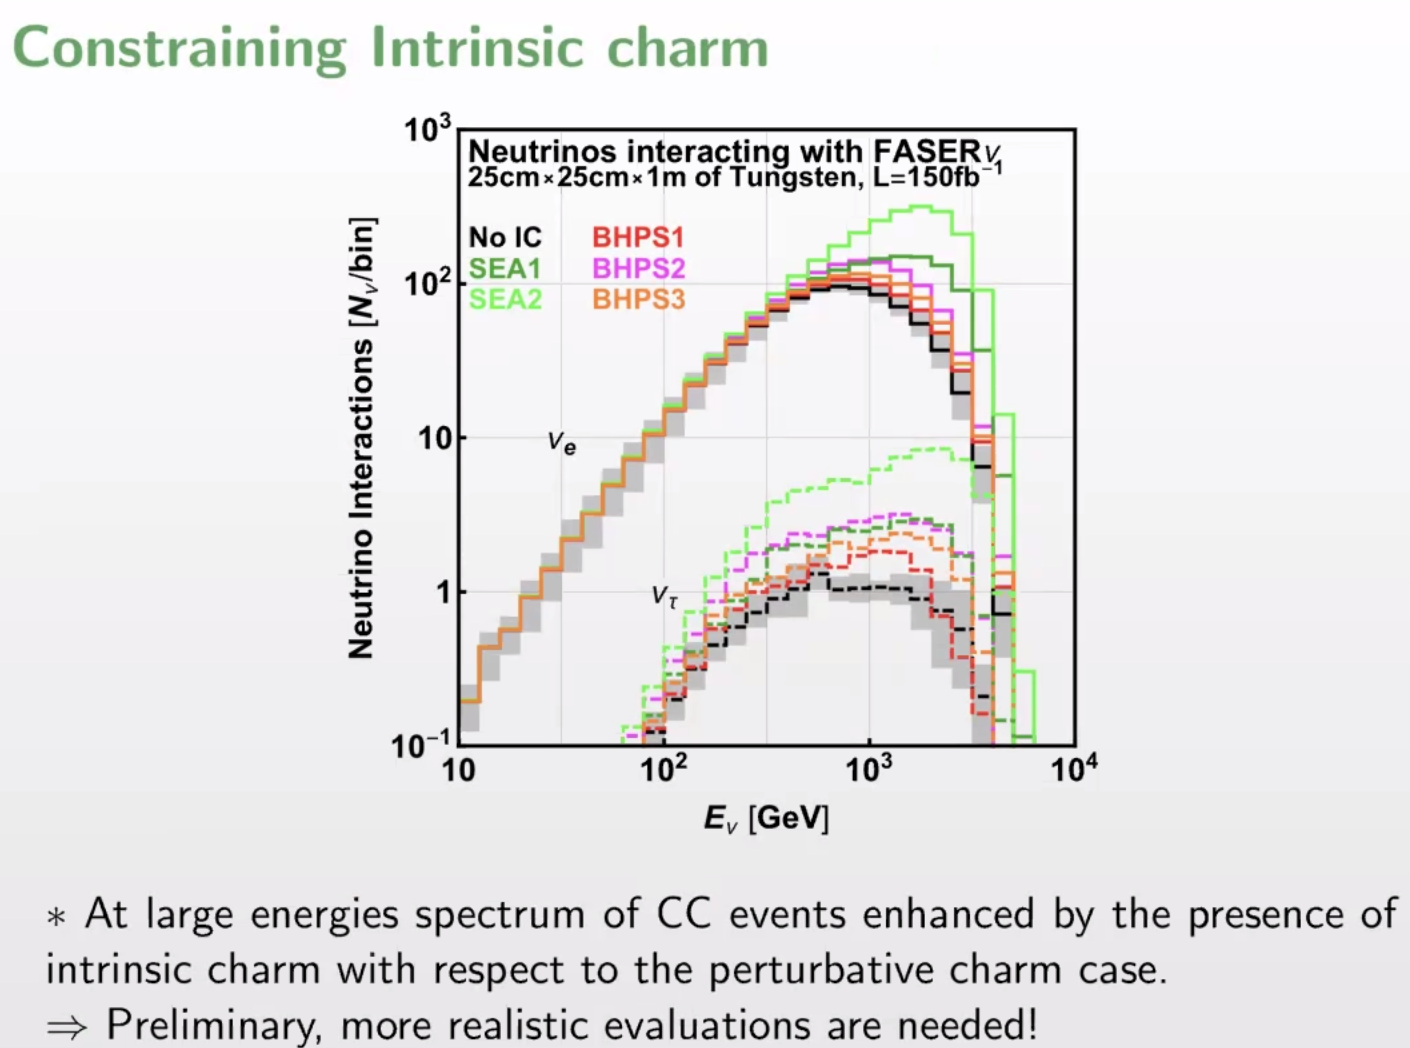 Constraining Intrinsic charm
10³
Neutrinos interacting with FASERν
25cm×25cm×1m of Tungsten, L=150fb⁻¹
No IC BHPS1
SEA1 BHPS2
SEA2 BHPS3
10²
10
1
10⁻¹
νe
ντ
Neutrino Interactions [Nν/bin]
10 10² 10³ 10⁴
Eν [GeV]
∗ At large energies spectrum of CC events enhanced by the presence of
intrinsic charm with respect to the perturbative charm case.
⇒ Preliminary, more realistic evaluations are needed!